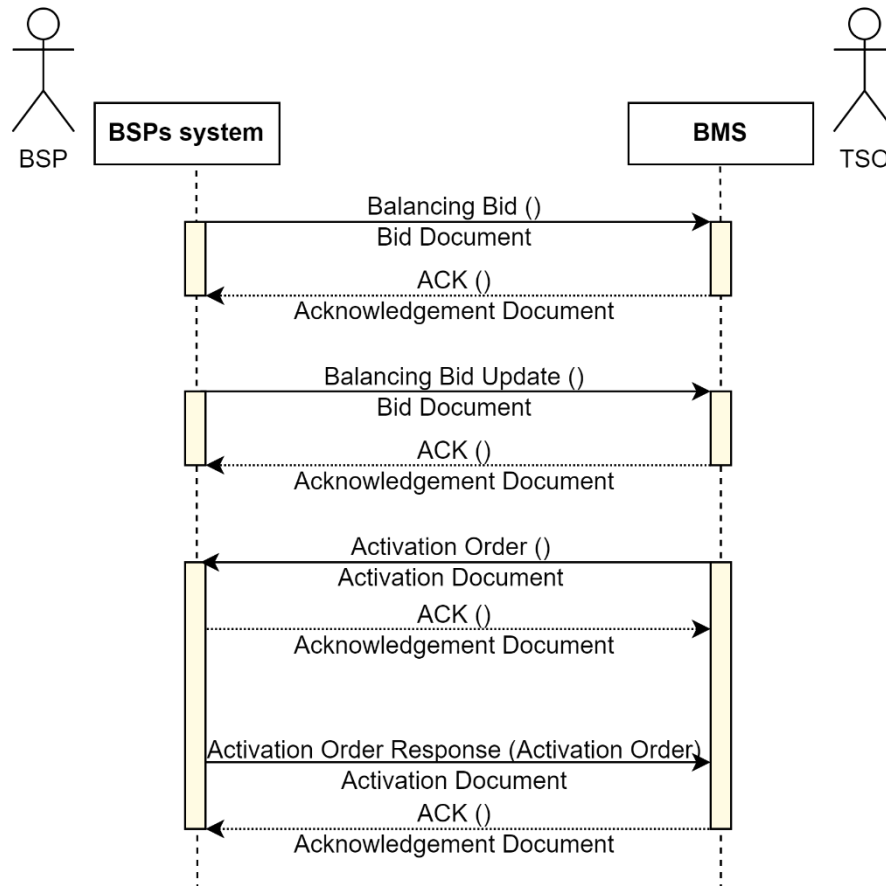 BSP
BSPs system
BMS
TSO
Balancing Bid ()
Bid Document
ACK ()
Acknowledgement Document
Balancing Bid Update ()
Bid Document
ACK ()
Acknowledgement Document
Activation Order ()
Activation Document
ACK ()
Acknowledgement Document
Activation Order Response (Activation Order)
Activation Document
ACK ()
Acknowledgement Document